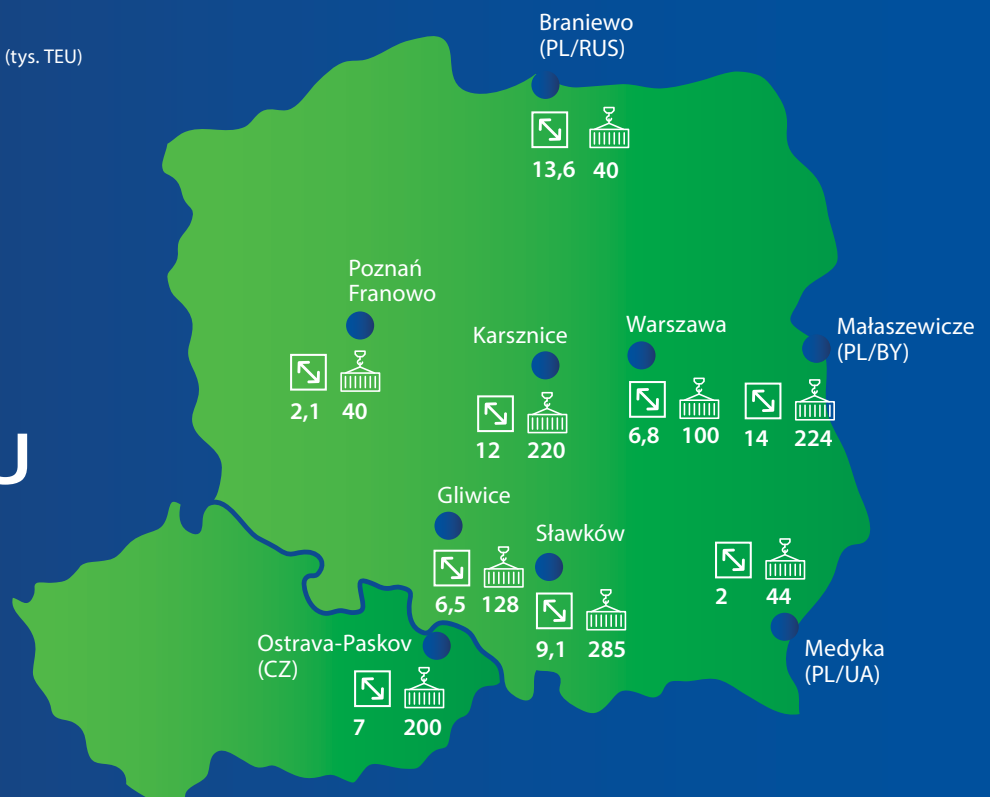 (tys. TEU)
Braniewo
(PL/RUS)
13,6 40
Poznań
Franowo
2,1 40
Karsznice
12 220
Warszawa
6,8 100
Małaszewicze
(PL/BY)
14 224
U
Gliwice
6,5 128
Sławków
9,1 285
2 44
Medyka
(PL/UA)
Ostrava-Paskov
(CZ)
7 200